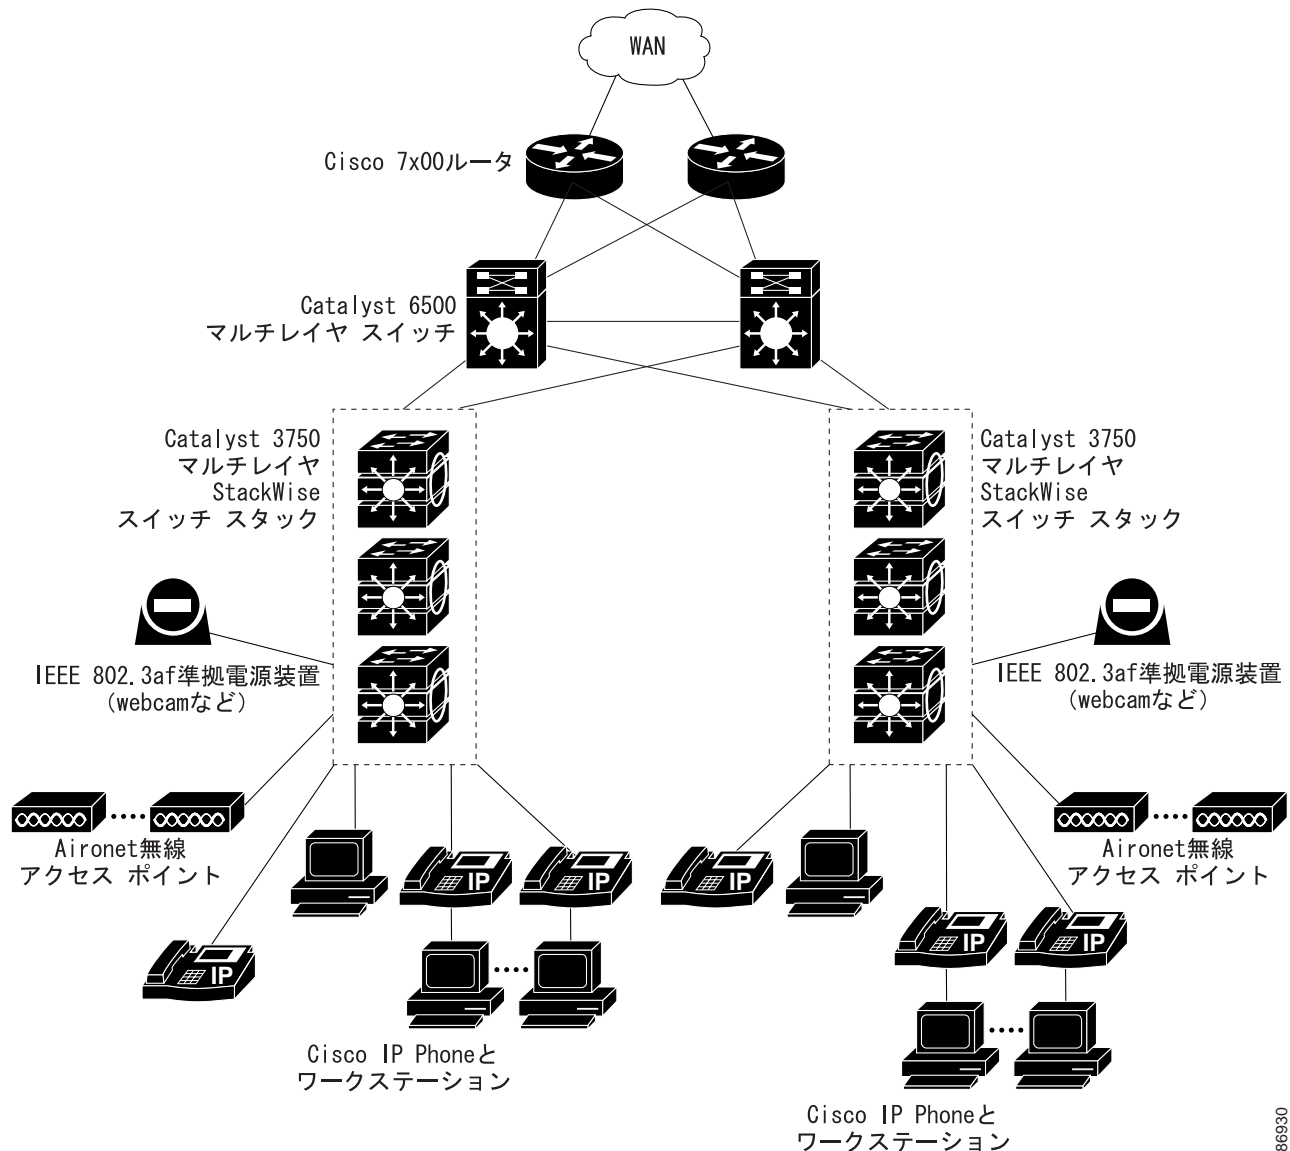 WAN
Cisco 7x00ルータ
Catalyst 6500
マルチレイヤ スイッチ
Catalyst 3750
マルチレイヤ
StackWise
スイッチ スタック
Catalyst 3750
マルチレイヤ
StackWise
スイッチ スタック
IEEE 802.3af準拠電源装置
(webcamなど)
IEEE 802.3af準拠電源装置
(webcamなど)
Aironet無線
アクセス ポイント
Aironet無線
アクセス ポイント
IP
IP
IP
IP
IP
IP
Cisco IP Phoneと
ワークステーション
Cisco IP Phoneと
ワークステーション
86930